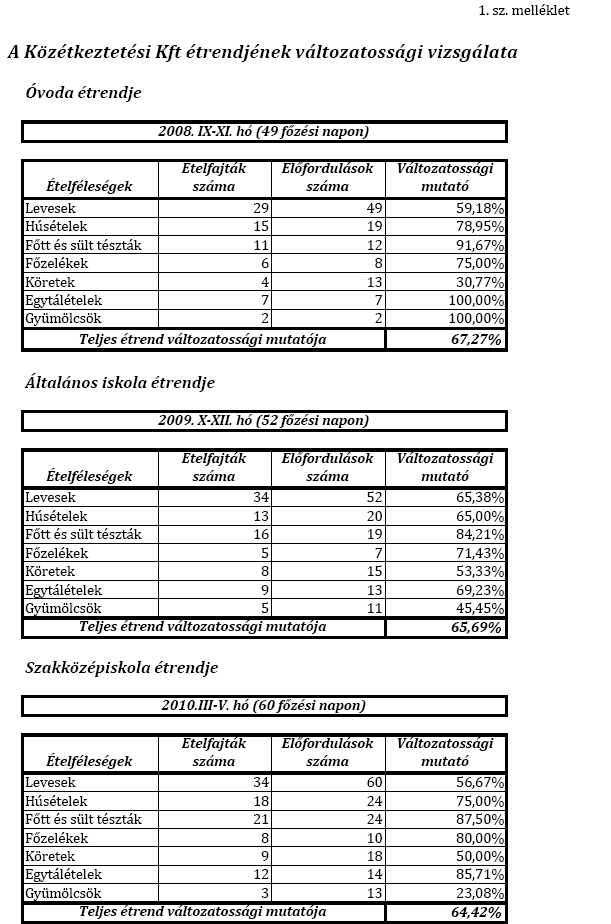 1. sz. melléklet
A Közétkeztetési Kft étrendjének változatossági vizsgálata
Óvoda étrendje
2008. IX-XI. hó (49 főzési napon)
Ételféleségek Etelfajták száma Előfordulások száma Változatossági mutató
Levesek 29 49 59,18%
Húsételek 15 19 78,95%
Főtt és sült tészták 11 12 91,67%
Főzelékek 6 8 75,00%
Köretek 4 13 30,77%
Egytálételek 7 7 100,00%
Gyümölcsök 2 2 100,00%
Teljes étrend változatossági mutatója 67,27%
Általános iskola étrendje
2009. X-XII. hó (52 főzési napon)
Ételféleségek Etelfajták száma Előfordulások száma Változatossági mutató
Levesek 34 52 65,38%
Húsételek 13 20 65,00%
Főtt és sült tészták 16 19 84,21%
Főzelékek 5 7 71,43%
Köretek 8 15 53,33%
Egytálételek 9 13 69,23%
Gyümölcsök 5 11 45,45%
Teljes étrend változatossági mutatója 65,69%
Szakközépiskola étrendje
2010.III-V. hó (60 főzési napon)
Ételféleségek Etelfajták száma Előfordulások száma Változatossági mutató
Levesek 34 60 56,67%
Húsételek 18 24 75,00%
Főtt és sült tészták 21 24 87,50%
Főzelékek 8 10 80,00%
Köretek 9 18 50,00%
Egytálételek 12 14 85,71%
Gyümölcsök 3 13 23,08%
Teljes étrend változatossági mutatója 64,42%